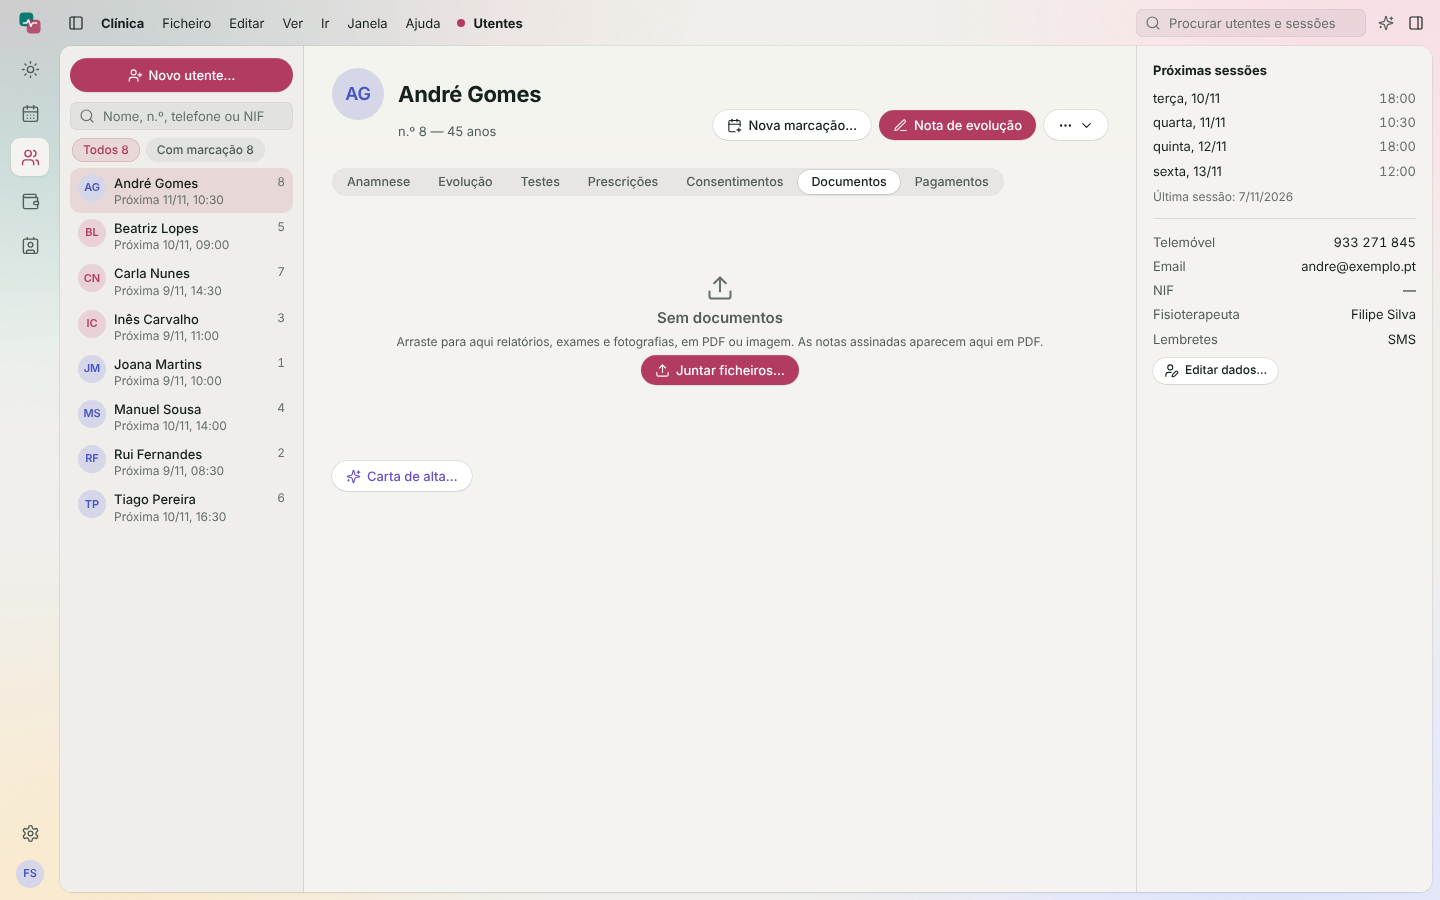 Clínica Ficheiro Editar Ver Ir Janela Ajuda Utentes
Procurar utentes e sessões
Novo utente...
Nome, n.º, telefone ou NIF
Todos 8 Com marcação 8
AG André Gomes 8
Próxima 11/11, 10:30
BL Beatriz Lopes 5
Próxima 10/11, 09:00
CN Carla Nunes 7
Próxima 9/11, 14:30
IC Inês Carvalho 3
Próxima 9/11, 11:00
JM Joana Martins 1
Próxima 9/11, 10:00
MS Manuel Sousa 4
Próxima 10/11, 14:00
RF Rui Fernandes 2
Próxima 9/11, 08:30
TP Tiago Pereira 6
Próxima 10/11, 16:30
FS
AG André Gomes
n.º 8 — 45 anos
Nova marcação...
Nota de evolução
Anamnese Evolução Testes Prescrições Consentimentos Documentos Pagamentos
Sem documentos
Arraste para aqui relatórios, exames e fotografias, em PDF ou imagem. As notas assinadas aparecem aqui em PDF.
Juntar ficheiros...
Carta de alta...
Próximas sessões
terça, 10/11 18:00
quarta, 11/11 10:30
quinta, 12/11 18:00
sexta, 13/11 12:00
Última sessão: 7/11/2026
Telemóvel 933 271 845
Email andre@exemplo.pt
NIF —
Fisioterapeuta Filipe Silva
Lembretes SMS
Editar dados...